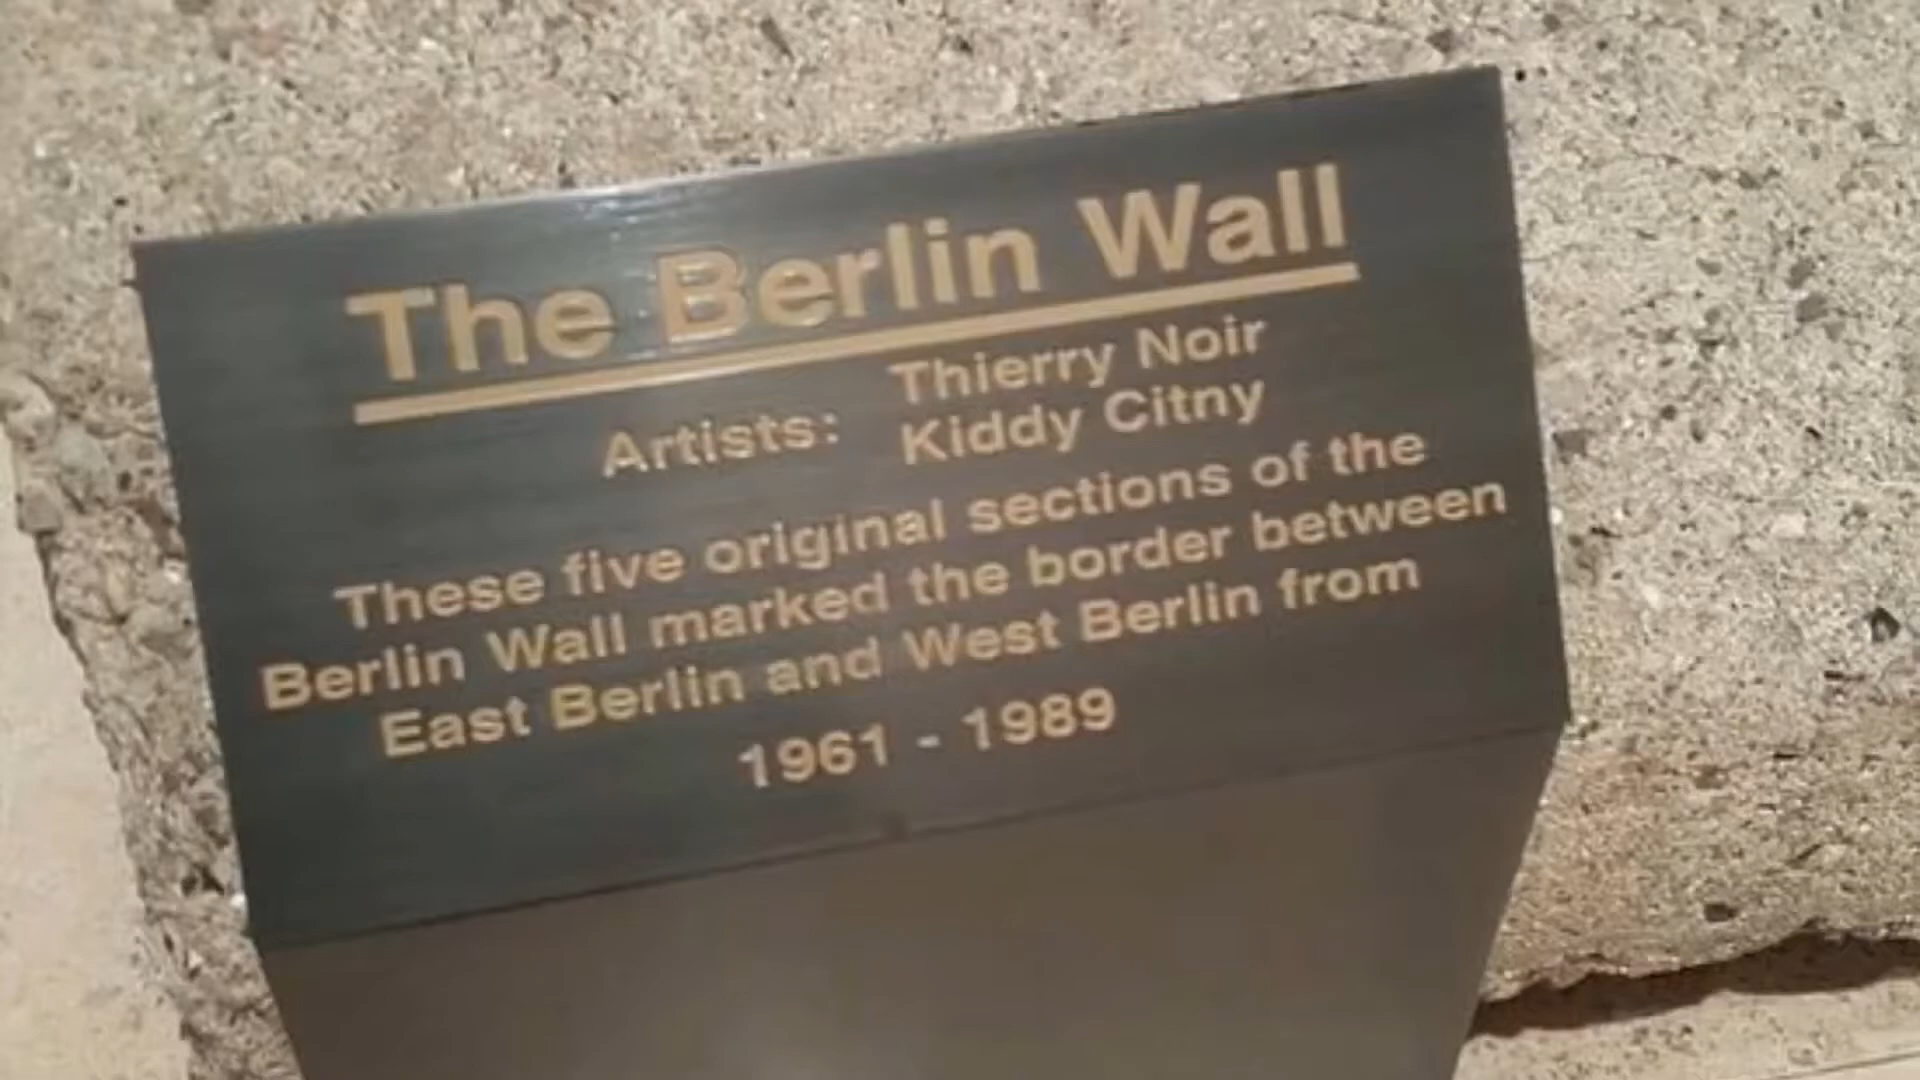 The Berlin Wall
Artists: Thierry Noir
Kiddy Citny
These five original sections of the
Berlin Wall marked the border between
East Berlin and West Berlin from
1961 - 1989